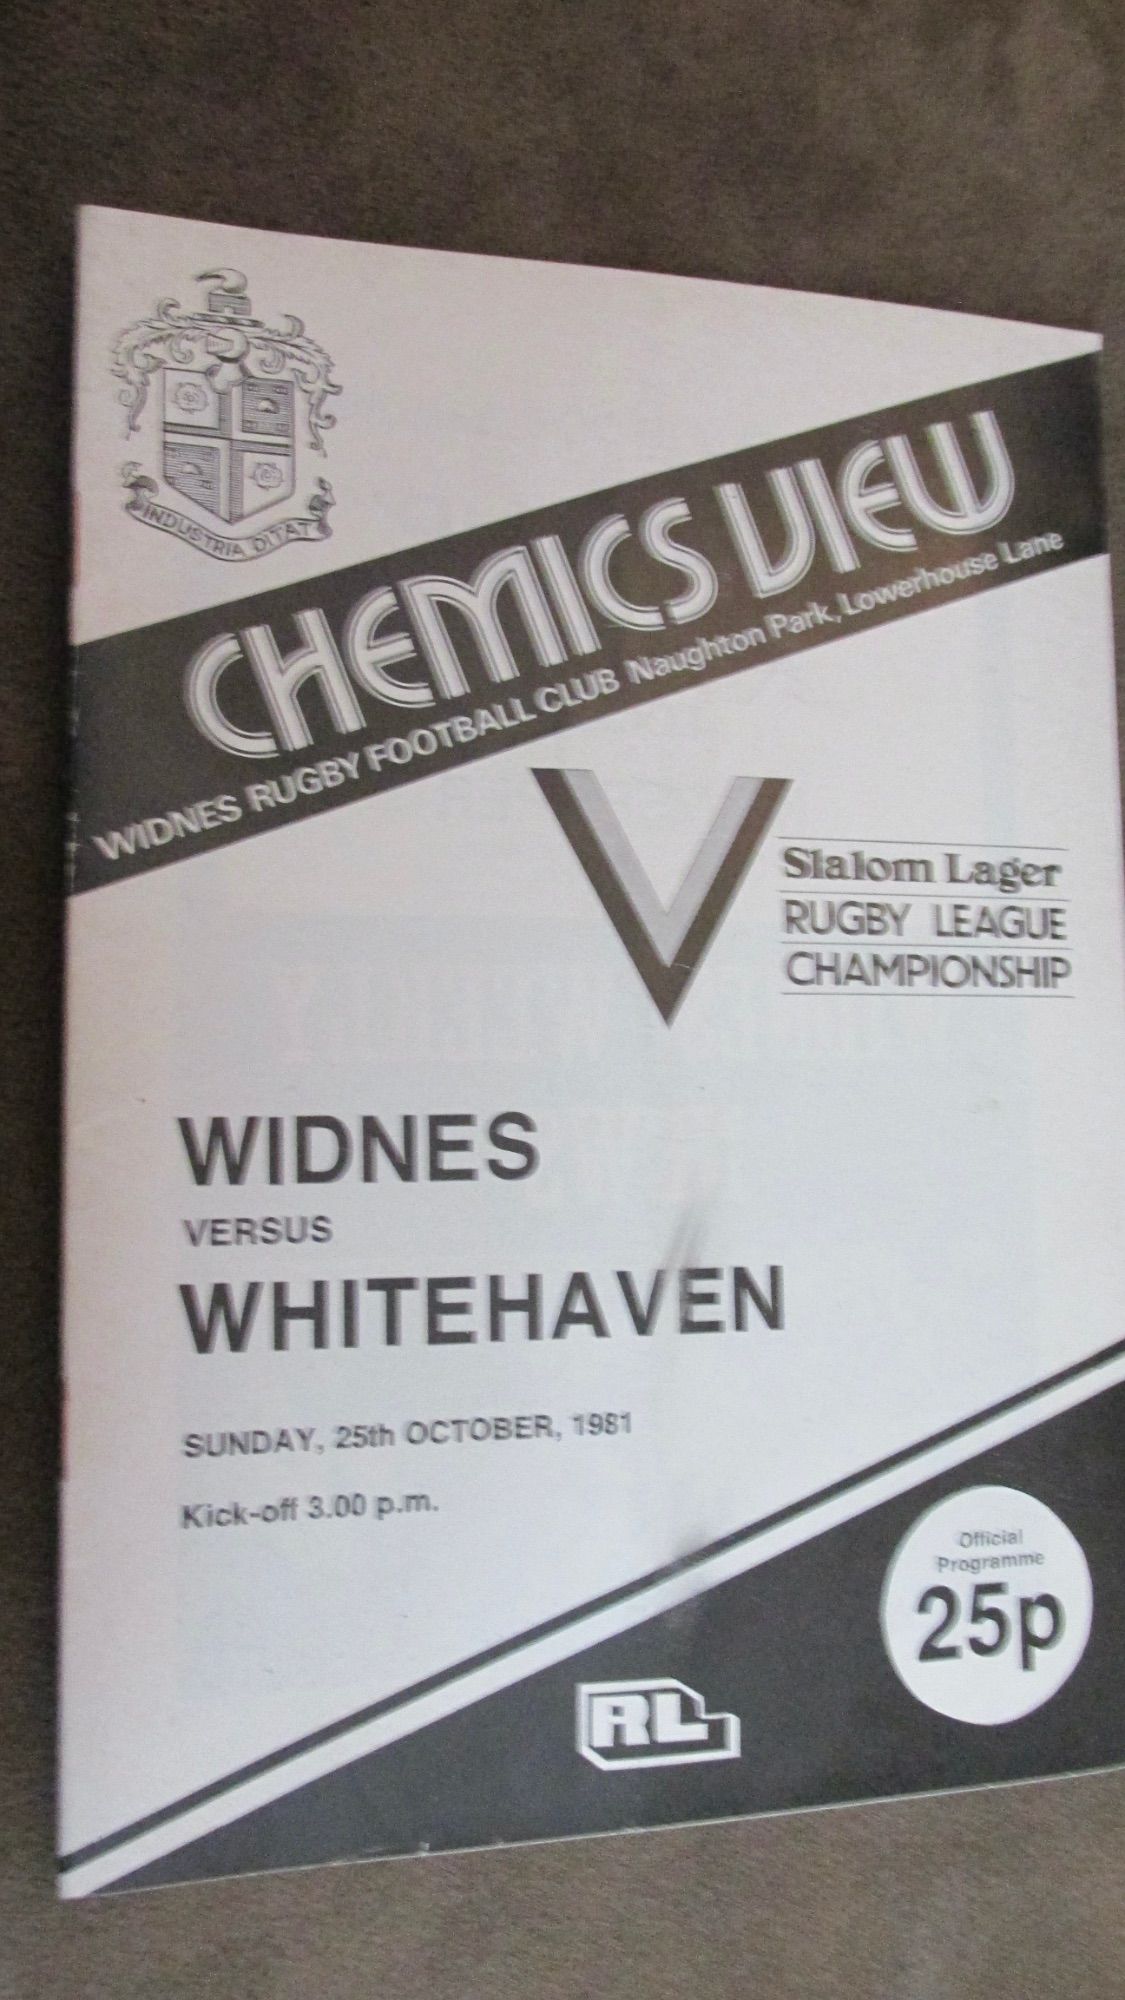 INDUSTRIA DITAT
CHEMICS VIEW
WIDNES RUGBY FOOTBALL CLUB Naughton Park, Lowerhouse Lane
Slalom Lager
RUGBY LEAGUE
CHAMPIONSHIP
WIDNES
VERSUS
WHITEHAVEN
SUNDAY, 25th OCTOBER, 1981
Kick-off 3.00 p.m.
Official
Programme
25p
RL